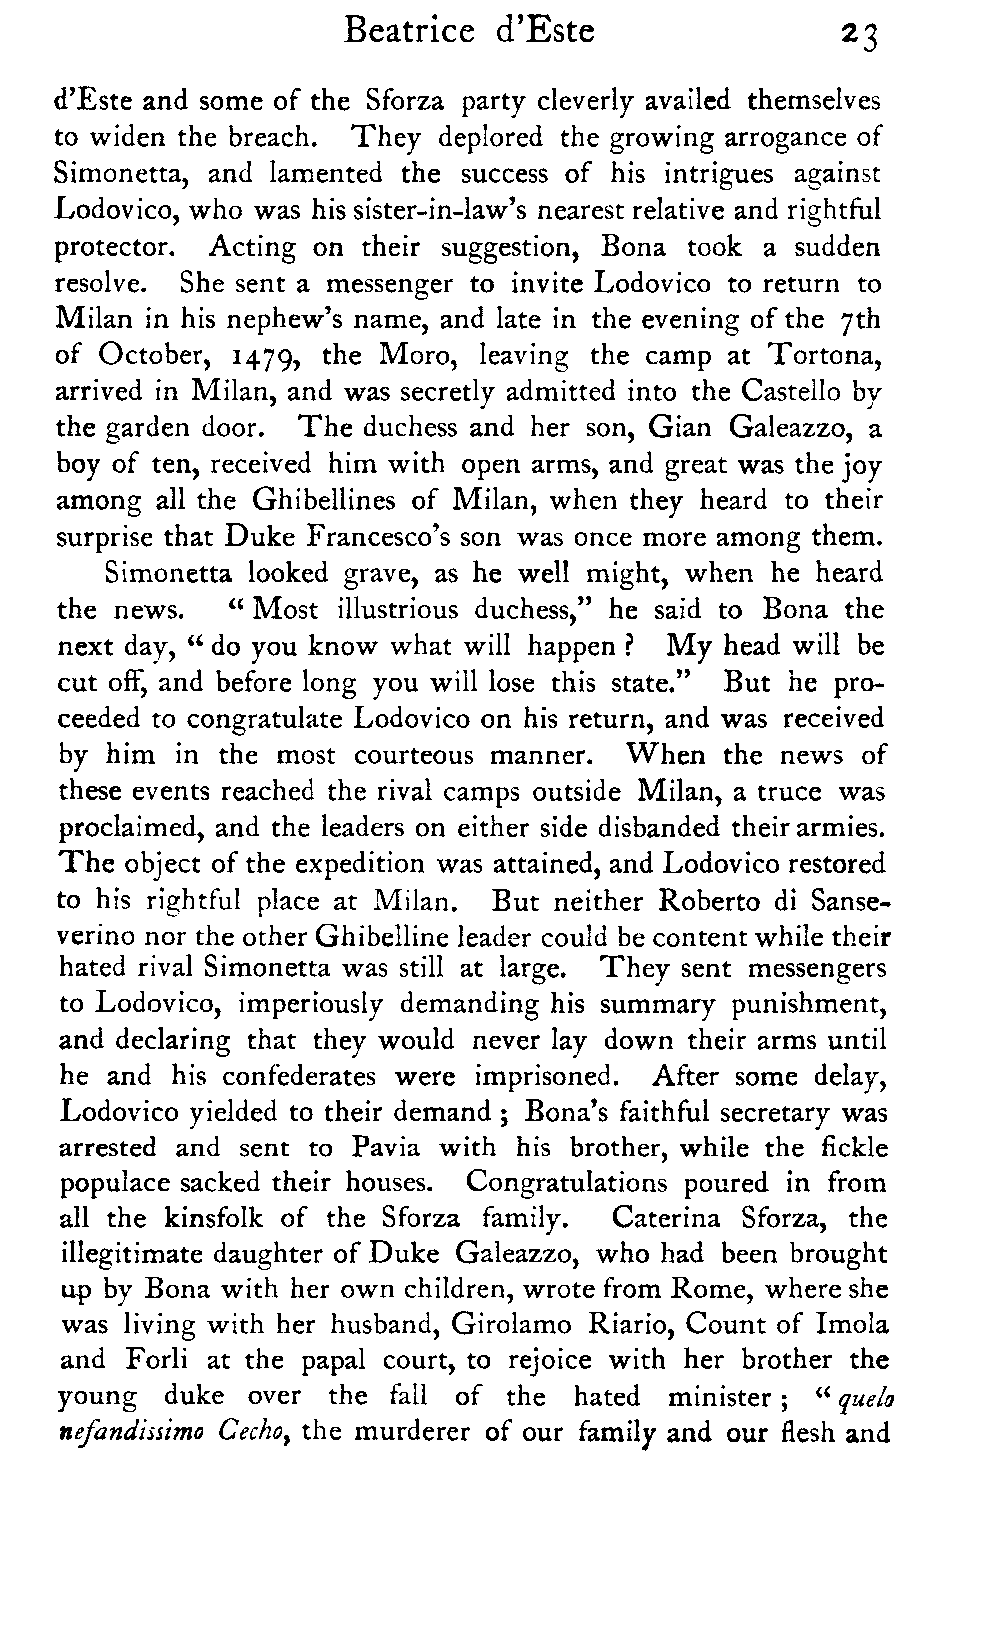 Beatrice d'Este 23
d'Este and some of the Sforza party cleverly availed themselves
to widen the breach. They deplored the growing arrogance of
Simonetta, and lamented the success of his intrigues against
Lodovico, who was his sister-in-law's nearest relative and rightful
protector. Acting on their suggestion, Bona took a sudden
resolve. She sent a messenger to invite Lodovico to return to
Milan in his nephew's name, and late in the evening of the 7th
of October, 1479, the Moro, leaving the camp at Tortona,
arrived in Milan, and was secretly admitted into the Castello by
the garden door. The duchess and her son, Gian Galeazzo, a
boy of ten, received him with open arms, and great was the joy
among all the Ghibellines of Milan, when they heard to their
surprise that Duke Francesco's son was once more among them.
Simonetta looked grave, as he well might, when he heard
the news. “Most illustrious duchess,” he said to Bona the
next day, “do you know what will happen? My head will be
cut off, and before long you will lose this state.” But he pro-
ceeded to congratulate Lodovico on his return, and was received
by him in the most courteous manner. When the news of
these events reached the rival camps outside Milan, a truce was
proclaimed, and the leaders on either side disbanded their armies.
The object of the expedition was attained, and Lodovico restored
to his rightful place at Milan. But neither Roberto di Sanse-
verino nor the other Ghibelline leader could be content while their
hated rival Simonetta was still at large. They sent messengers
to Lodovico, imperiously demanding his summary punishment,
and declaring that they would never lay down their arms until
he and his confederates were imprisoned. After some delay,
Lodovico yielded to their demand; Bona's faithful secretary was
arrested and sent to Pavia with his brother, while the fickle
populace sacked their houses. Congratulations poured in from
all the kinsfolk of the Sforza family. Caterina Sforza, the
illegitimate daughter of Duke Galeazzo, who had been brought
up by Bona with her own children, wrote from Rome, where she
was living with her husband, Girolamo Riario, Count of Imola
and Forli at the papal court, to rejoice with her brother the
young duke over the fall of the hated minister; “quelo
nefandissimo Cecho, the murderer of our family and our flesh and